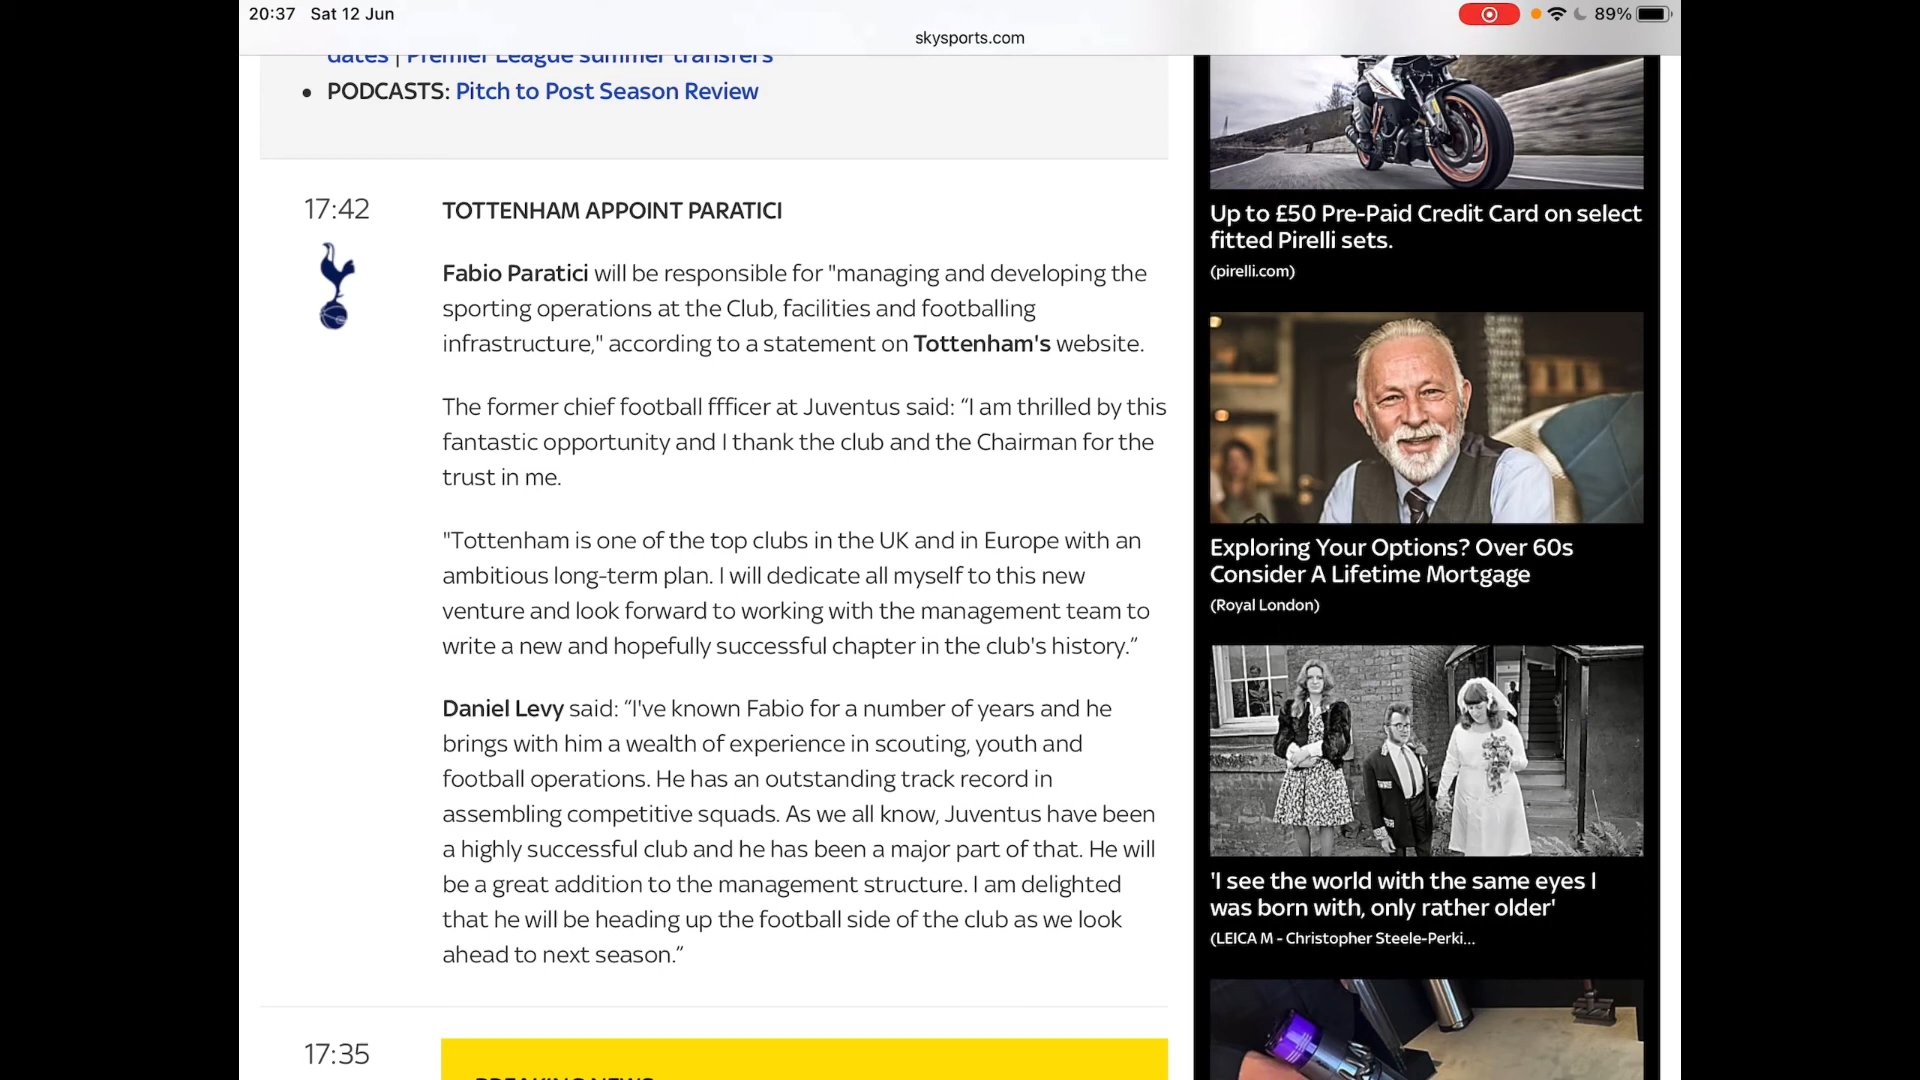 20:37 Sat 12 Jun
89%
skysports.com
dates | Premier League summer transfers
• PODCASTS: Pitch to Post Season Review
17:42
TOTTENHAM APPOINT PARATICI
Fabio Paratici will be responsible for "managing and developing the
sporting operations at the Club, facilities and footballing
infrastructure," according to a statement on Tottenham's website.
The former chief football ffficer at Juventus said: “I am thrilled by this
fantastic opportunity and I thank the club and the Chairman for the
trust in me.
"Tottenham is one of the top clubs in the UK and in Europe with an
ambitious long-term plan. I will dedicate all myself to this new
venture and look forward to working with the management team to
write a new and hopefully successful chapter in the club's history.”
Daniel Levy said: “I've known Fabio for a number of years and he
brings with him a wealth of experience in scouting, youth and
football operations. He has an outstanding track record in
assembling competitive squads. As we all know, Juventus have been
a highly successful club and he has been a major part of that. He will
be a great addition to the management structure. I am delighted
that he will be heading up the football side of the club as we look
ahead to next season.”
17:35
BREAKING NEWS
Up to £50 Pre-Paid Credit Card on select
fitted Pirelli sets.
(pirelli.com)
Exploring Your Options? Over 60s
Consider A Lifetime Mortgage
(Royal London)
'I see the world with the same eyes I
was born with, only rather older'
(LEICA M - Christopher Steele-Perki...